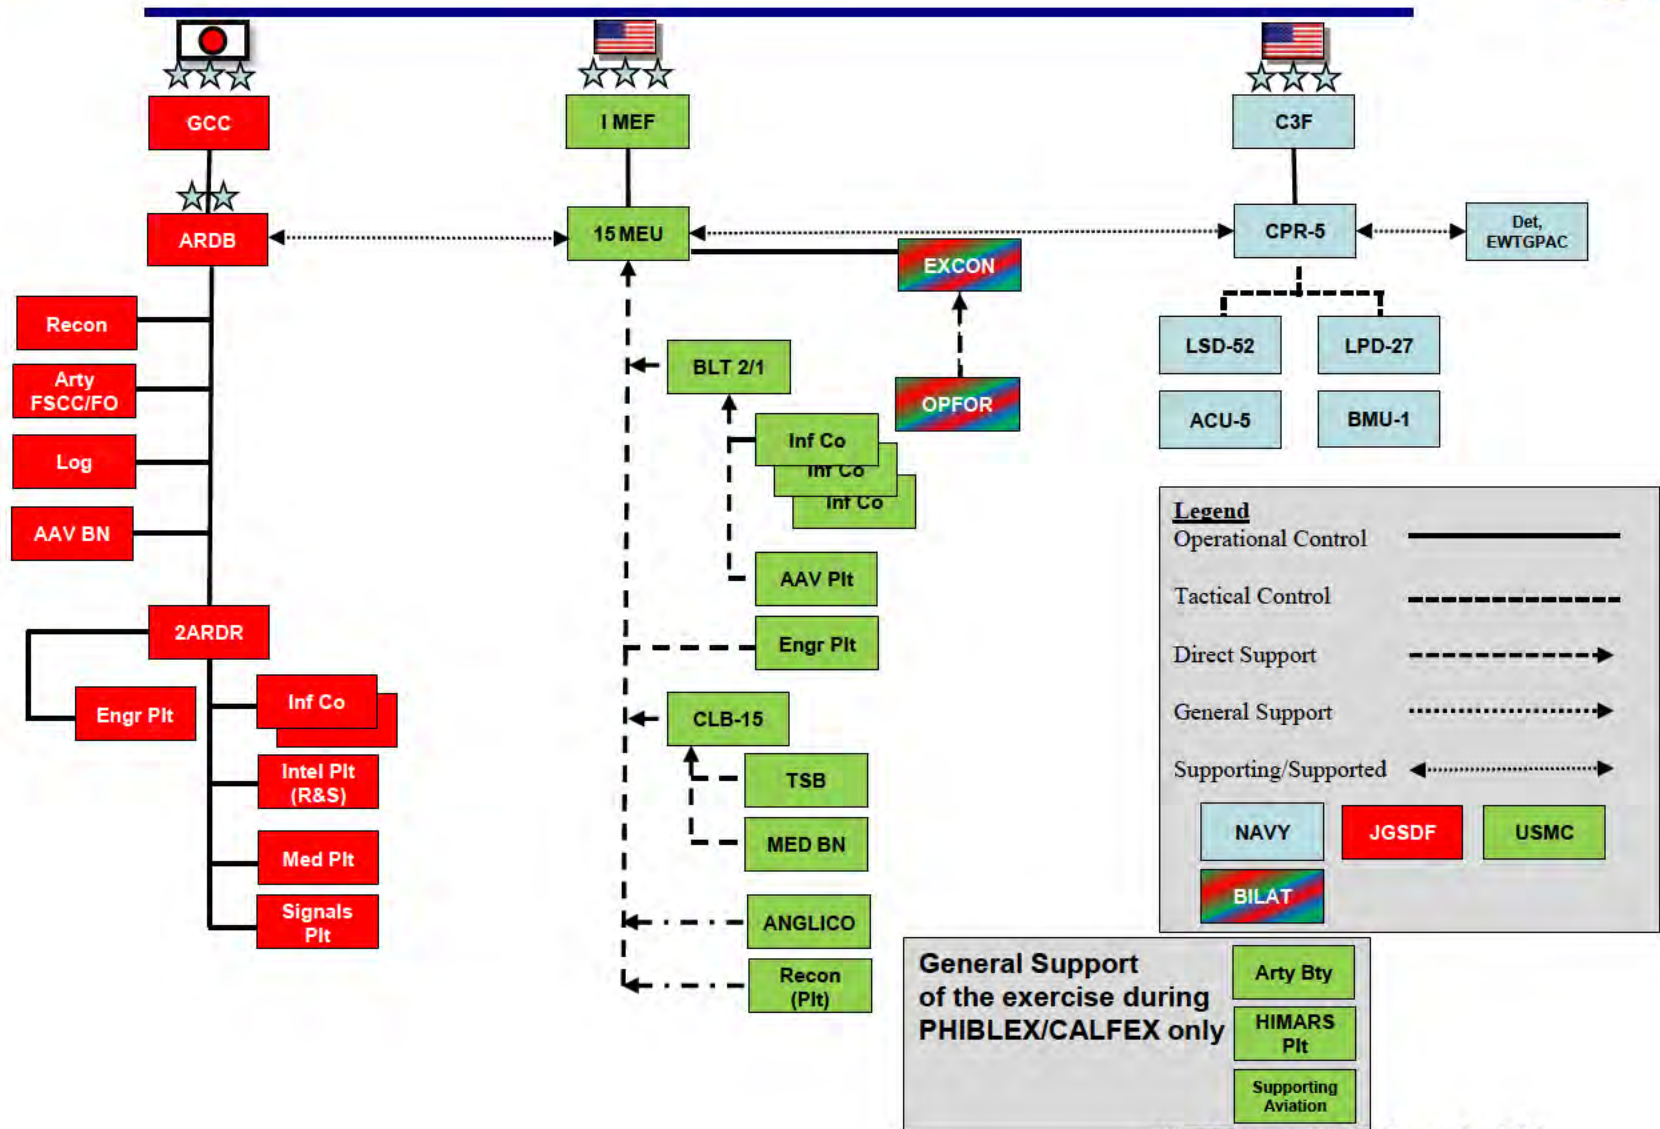 GCC
I MEF
C3F
ARDB
15 MEU
CPR-5
Det,
EWTGPAC
EXCON
Recon
LSD-52
LPD-27
BLT 2/1
Arty
FSCC/FO
OPFOR
ACU-5
BMU-1
Inf Co
Inf Co
Inf Co
Log
AAV BN
AAV Plt
2ARDR
Engr Plt
Engr Plt
Inf Co
CLB-15
Intel Plt
(R&S)
TSB
Med Plt
MED BN
Signals
Plt
ANGLICO
Recon
(Plt)
Legend
Operational Control
Tactical Control
Direct Support
General Support
Supporting/Supported
NAVY
JGSDF
USMC
BILAT
General Support
of the exercise during
PHIBLEX/CALFEX only
Arty Bty
HIMARS
Plt
Supporting
Aviation